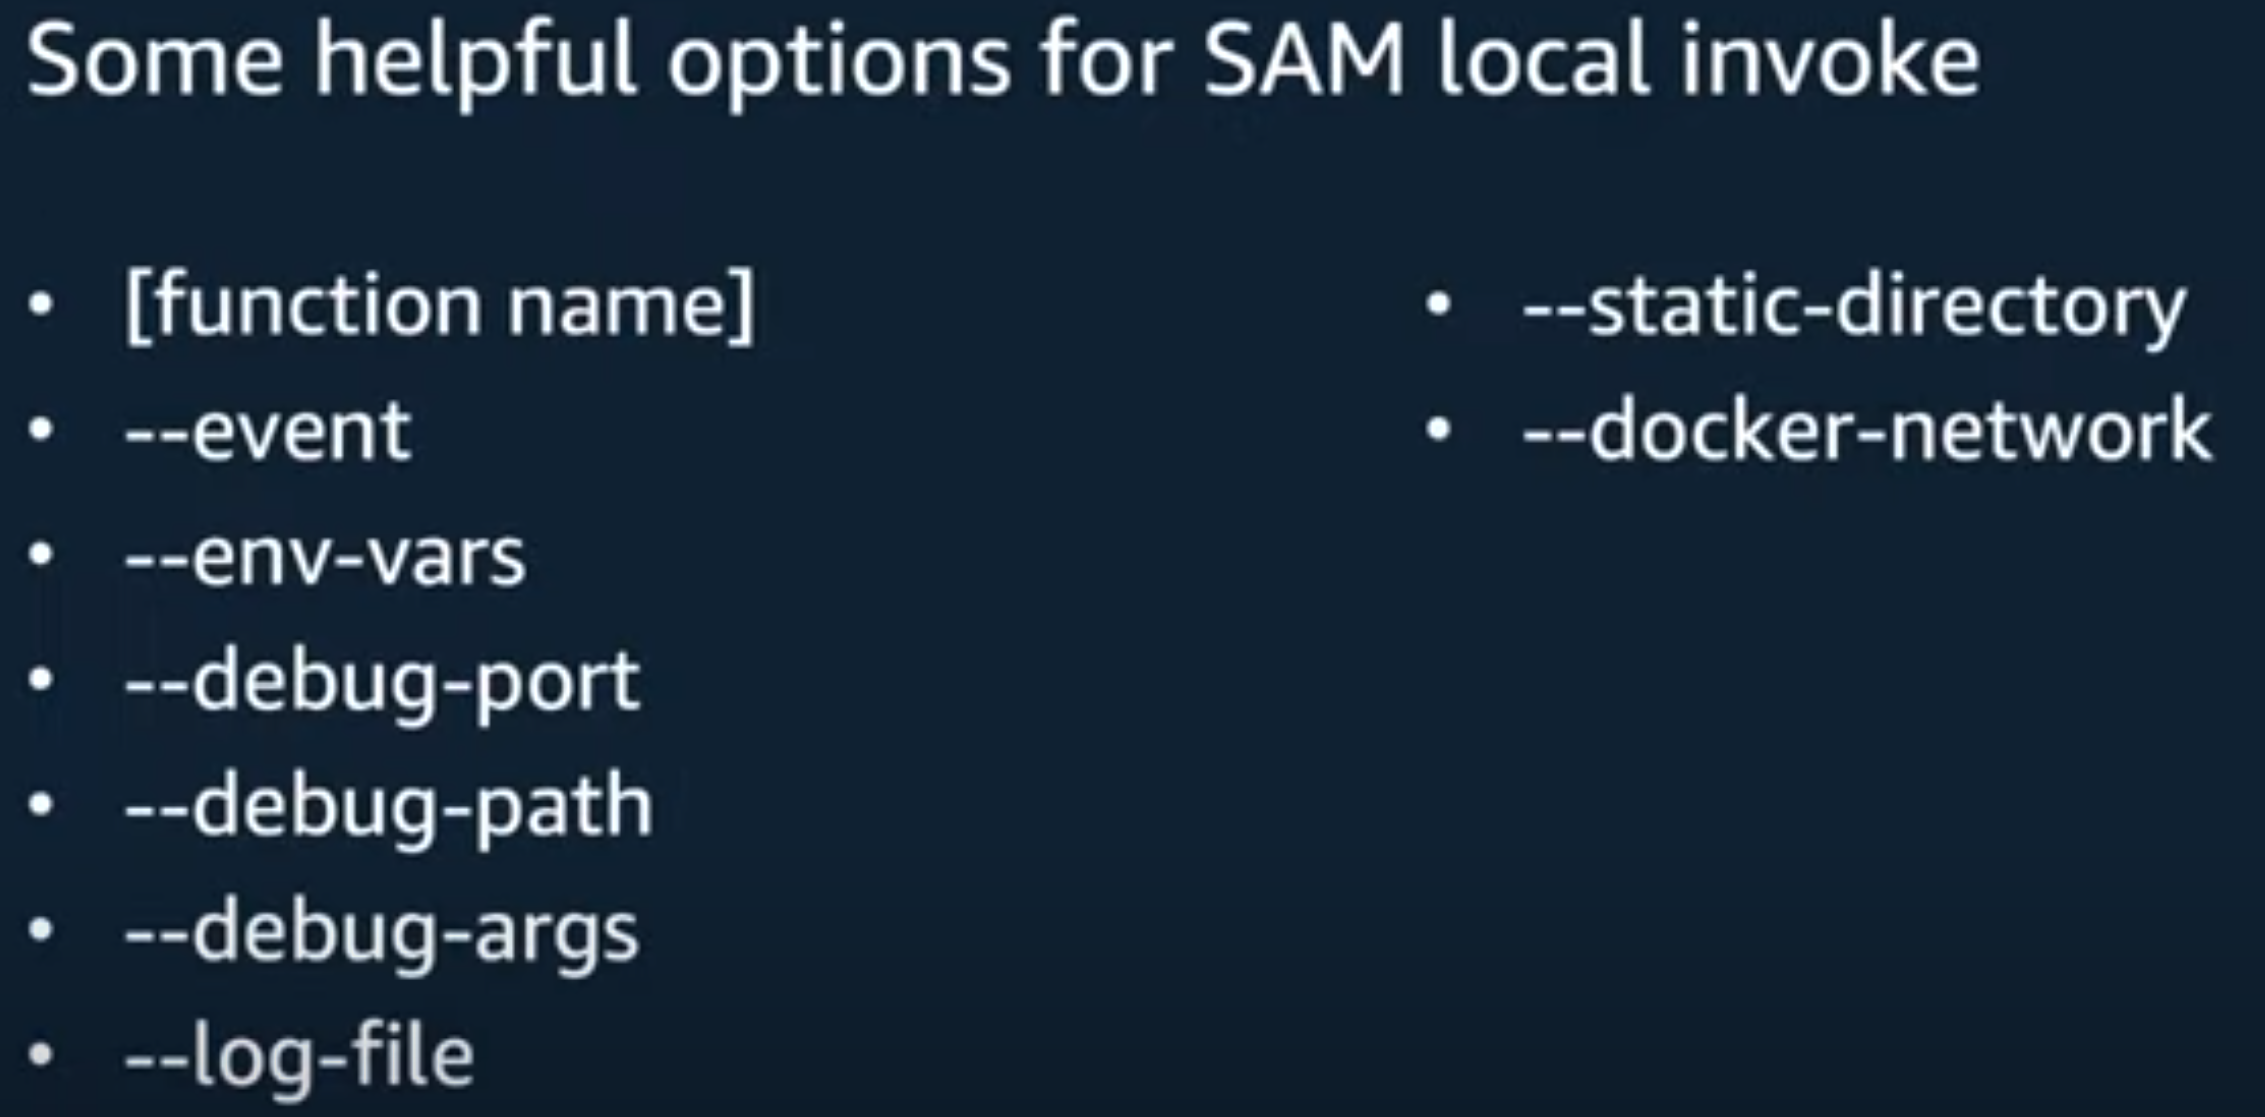 Some helpful options for SAM local invoke
• [function name]
• --event
• --env-vars
• --debug-port
• --debug-path
• --debug-args
• --log-file
• --static-directory
• --docker-network